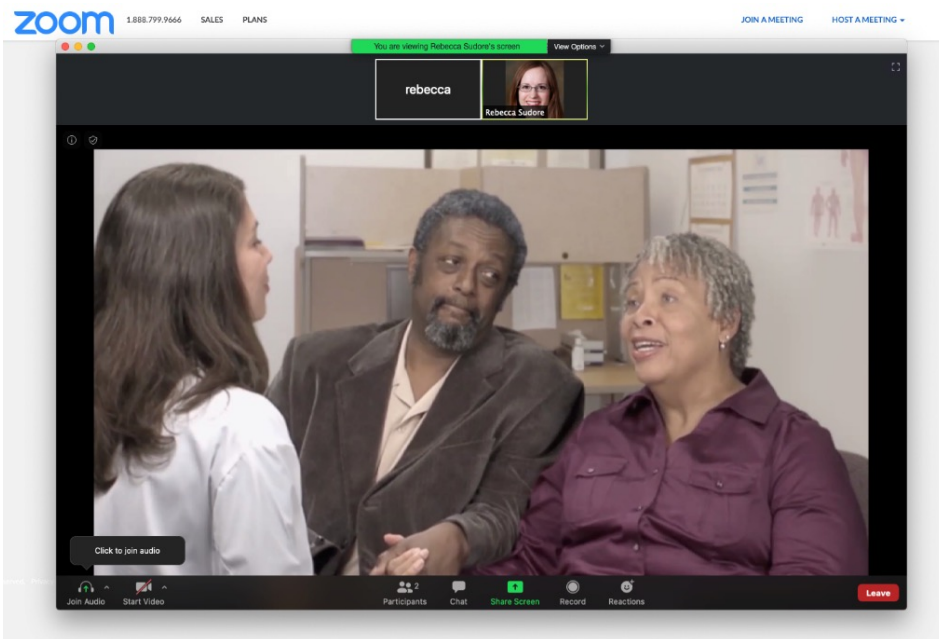 zoom 1.888.799.9666 SALES PLANS JOIN A MEETING HOST A MEETING
You are viewing Rebecca Sudore's screen View Options
rebecca
Rebecca Sudore
Click to join audio
2
Join Audio Start Video Participants Chat Share Screen Record Reactions Leave